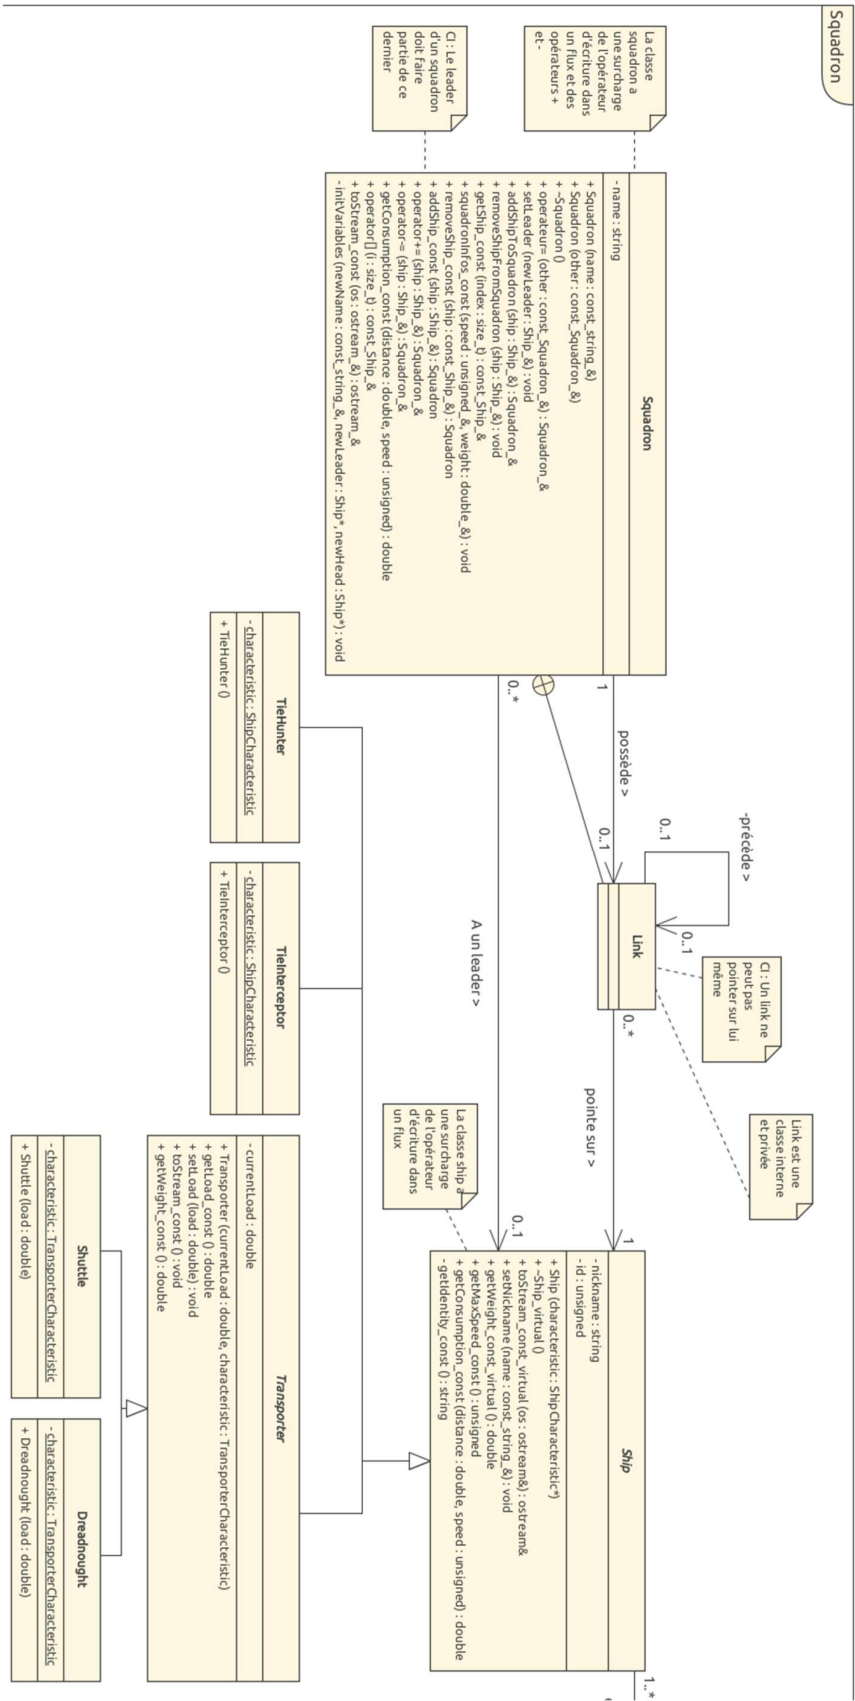 Squadron
La classe
squadron a
une surcharge
de l'opérateur
d'écriture dans
un flux et des
opérateurs +
et -
CI : Le leader
d'un squadron
doit faire
partie de ce
dernier
Squadron
- name : string
+ Squadron (name : const_string_&)
+ Squadron (other : const_Squadron_&)
+ ~Squadron ()
+ operateur= (other : const_Squadron_&) : Squadron_&
+ setLeader (newLeader : Ship_&) : void
+ addShipToSquadron (ship : Ship_&) : Squadron_&
+ removeShipFromSquadron (ship : Ship_&) : void
+ getShip_const (index : size_t) : const_Ship_&
+ squadronInfos_const (speed : unsigned_&, weight : double_&) : void
+ removeShip_const (ship : const_Ship_&) : Squadron
+ addShip_const (ship : Ship_&) : Squadron
+ operator+= (ship : Ship_&) : Squadron_&
+ operator-= (ship : Ship_&) : Squadron_&
+ getConsumption_const (distance : double, speed : unsigned) : double
+ operator[] (i : size_t) : const_Ship_&
+ toStream_const (os : ostream_&) : ostream_&
- initVariables (newName : const_string_&, newLeader : Ship*, newHead : Ship*) : void
1
possède >
0..1
0..*
A un leader >
0..1
-précède >
0..1
0..1
Link
CI : Un link ne
peut pas
pointer sur lui
même
Link est une
classe interne
et privée
0..*
pointe sur >
1
La classe ship a
une surcharge
de l'opérateur
d'écriture dans
un flux
Ship
- nickname : string
- id : unsigned
+ Ship (characteristic : ShipCharacteristic*)
+ ~Ship_virtual ()
+ toStream_const_virtual (os : ostream&) : ostream&
+ setNickname (name : const_string_&) : void
+ getWeight_const_virtual () : double
+ getMaxSpeed_const () : unsigned
+ getConsumption_const (distance : double, speed : unsigned) : double
- getIdentity_const () : string
1..*
TieHunter
- characteristic : ShipCharacteristic
+ TieHunter ()
TieInterceptor
- characteristic : ShipCharacteristic
+ TieInterceptor ()
Transporter
- currentLoad : double
+ Transporter (currentLoad : double, characteristic : TransporterCharacteristic)
+ getLoad_const () : double
+ setLoad (load : double) : void
+ toStream_const () : void
+ getWeight_const () : double
Shuttle
- characteristic : TransporterCharacteristic
+ Shuttle (load : double)
Dreadnought
- characteristic : TransporterCharacteristic
+ Dreadnought (load : double)